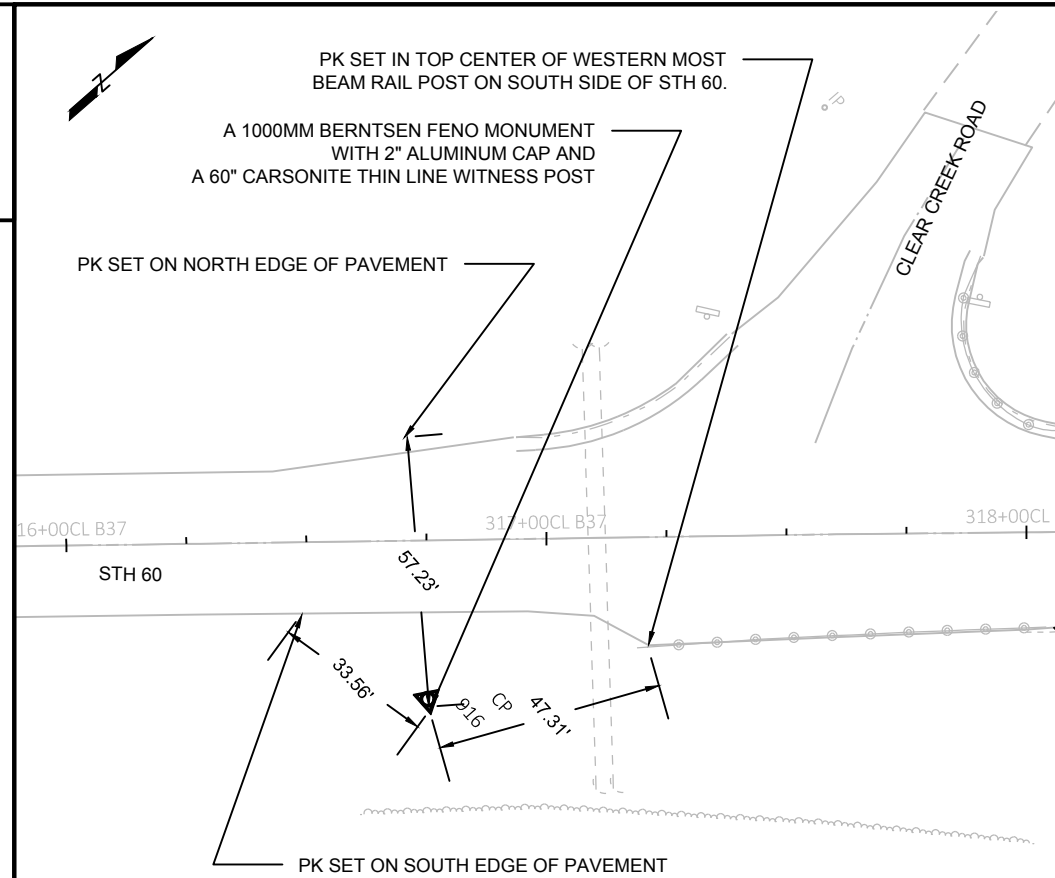 PK SET IN TOP CENTER OF WESTERN MOST
BEAM RAIL POST ON SOUTH SIDE OF STH 60.
A 1000MM BERNTSEN FENO MONUMENT
WITH 2" ALUMINUM CAP AND
A 60" CARSONITE THIN LINE WITNESS POST
PK SET ON NORTH EDGE OF PAVEMENT
Z
IP
CLEAR CREEK ROAD
16+00CL B37
317+00CL B37
318+00CL
STH 60
57.23'
33.56'
CP
916
47.31'
PK SET ON SOUTH EDGE OF PAVEMENT